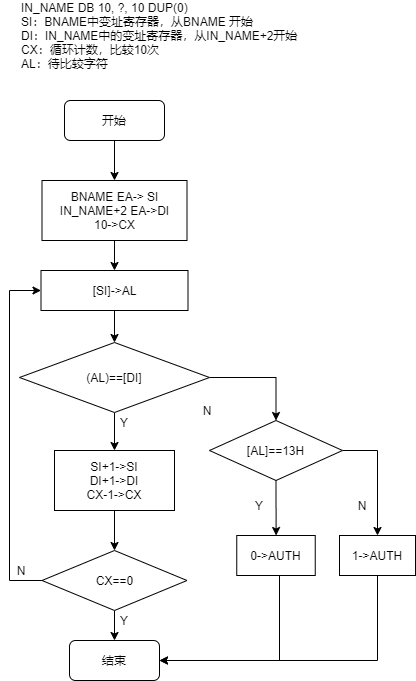 IN_NAME DB 10, ?, 10 DUP(0)
SI：BNAME中变址寄存器，从BNAME 开始
DI：IN_NAME中的变址寄存器，从IN_NAME+2开始
CX：循环计数，比较10次
AL：待比较字符
开始
BNAME EA-> SI
IN_NAME+2 EA->DI
10->CX
[SI]->AL
(AL)==[DI]
N
Y
[AL]==13H
SI+1->SI
DI+1->DI
CX-1->CX
Y
N
0->AUTH
1->AUTH
N
CX==0
Y
结束